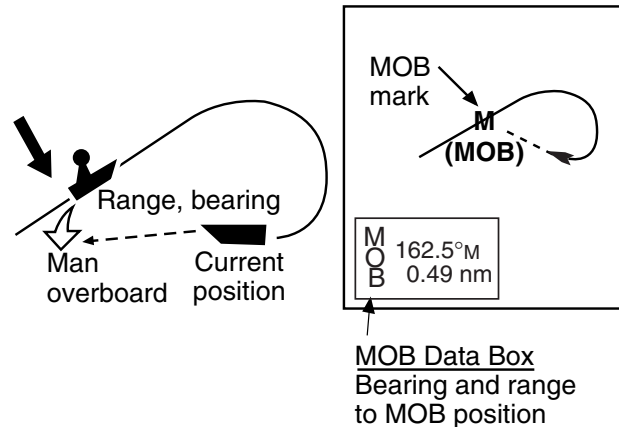 Range, bearing
Man
overboard
Current
position
MOB
mark
M
(MOB)
M
O
B
162.5°M
0.49 nm
MOB Data Box
Bearing and range
to MOB position